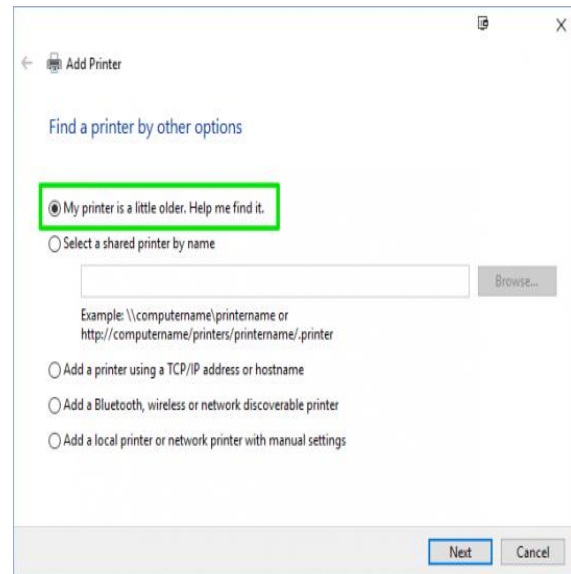 Add Printer
Find a printer by other options
My printer is a little older. Help me find it.
Select a shared printer by name
Browse...
Example: \\computername\printername or
http://computername/printers/printername/.printer
Add a printer using a TCP/IP address or hostname
Add a Bluetooth, wireless or network discoverable printer
Add a local printer or network printer with manual settings
Next
Cancel